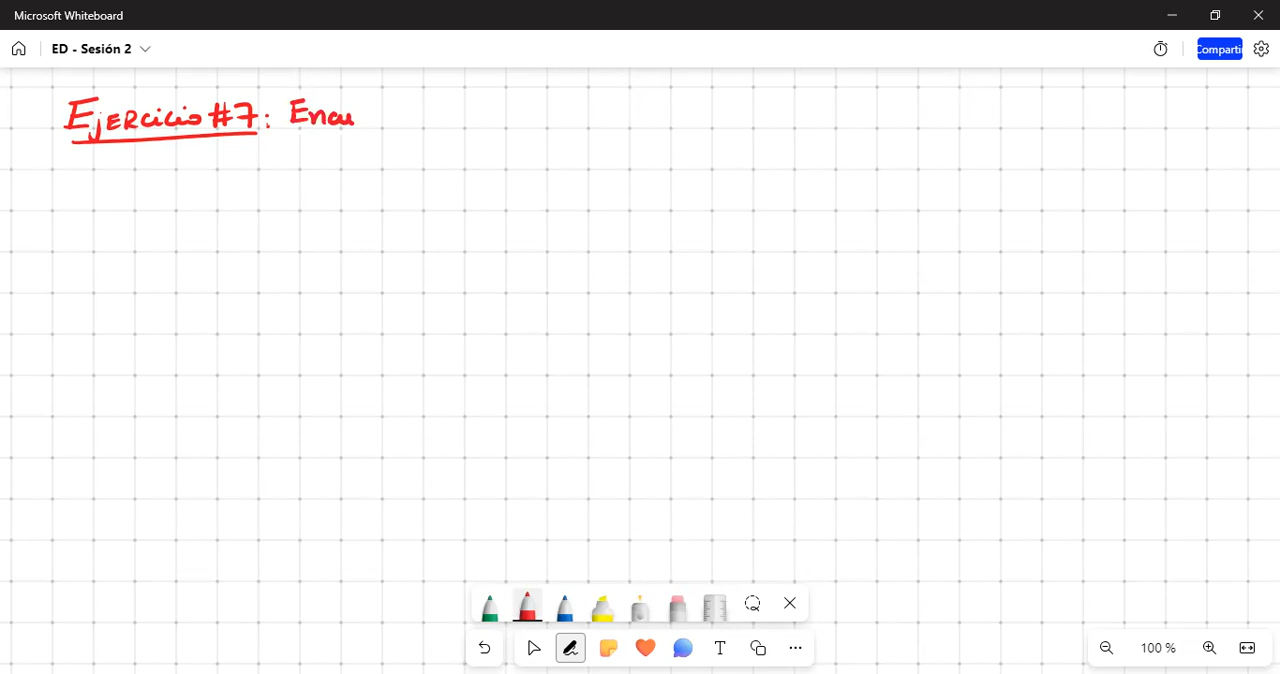 Microsoft Whiteboard
ED - Sesión 2
Comparti
Ejercicio #7: Encu
100 %